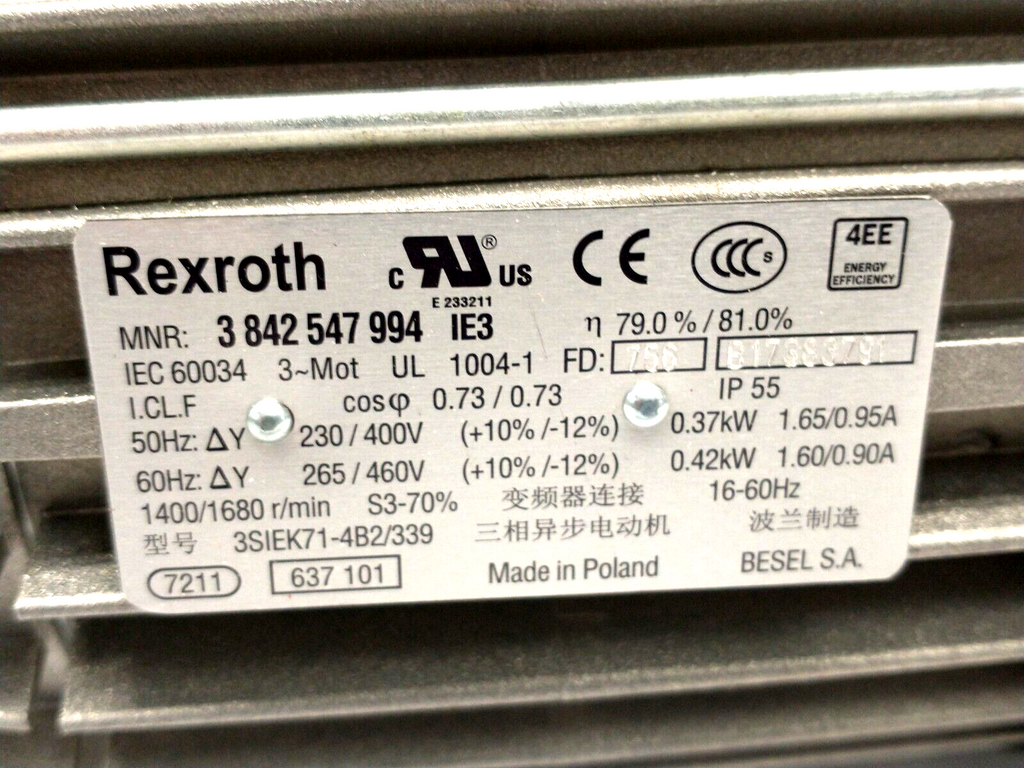 Rexroth
c RU ® US
E 233211
CE
CCC S
4EE
ENERGY
EFFICIENCY
MNR: 3 842 547 994 IE3 η 79.0 % / 81.0%
IEC 60034 3~Mot UL 1004-1 FD: 756
I.CL.F cosφ 0.73 / 0.73 IP 55
50Hz: ΔY 230 / 400V (+10% /-12%) 0.37kW 1.65/0.95A
60Hz: ΔY 265 / 460V (+10% /-12%) 0.42kW 1.60/0.90A
1400/1680 r/min S3-70% 变频器连接 16-60Hz
型号 3SIEK71-4B2/339 三相异步电动机 波兰制造
7211 637 101 Made in Poland BESEL S.A.